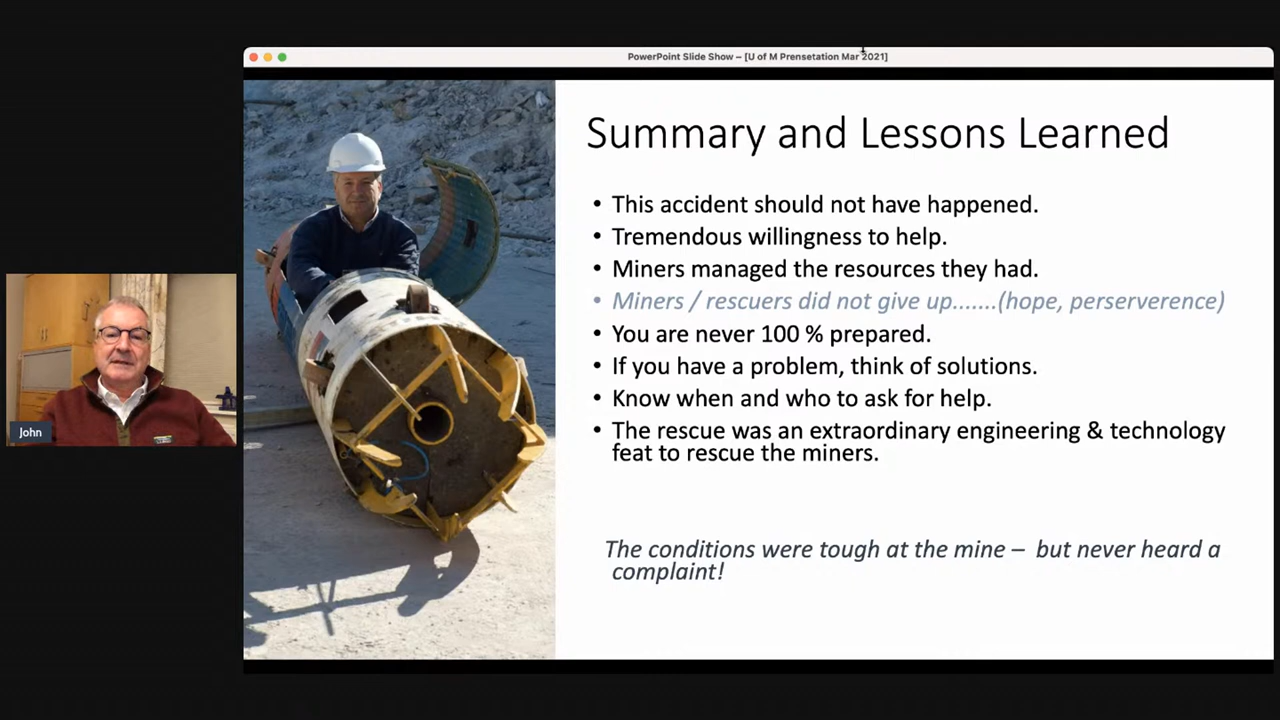 PowerPoint Slide Show – [U of M Prensetation Mar 2021]
Summary and Lessons Learned
• This accident should not have happened.
• Tremendous willingness to help.
• Miners managed the resources they had.
• Miners / rescuers did not give up.......(hope, perserverence)
• You are never 100 % prepared.
• If you have a problem, think of solutions.
• Know when and who to ask for help.
• The rescue was an extraordinary engineering & technology
feat to rescue the miners.
The conditions were tough at the mine – but never heard a
complaint!
John